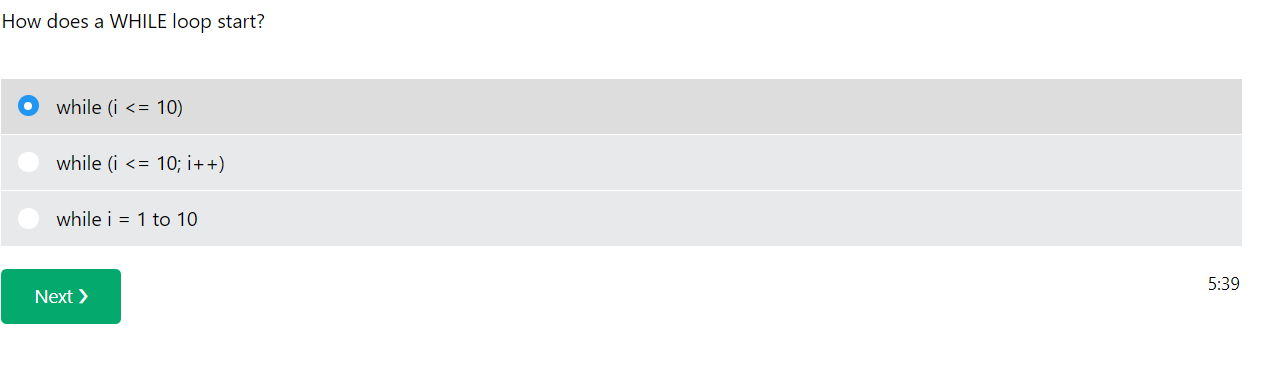 How does a WHILE loop start?
while (i <= 10)
while (i <= 10; i++)
while i = 1 to 10
Next ❯
5:39